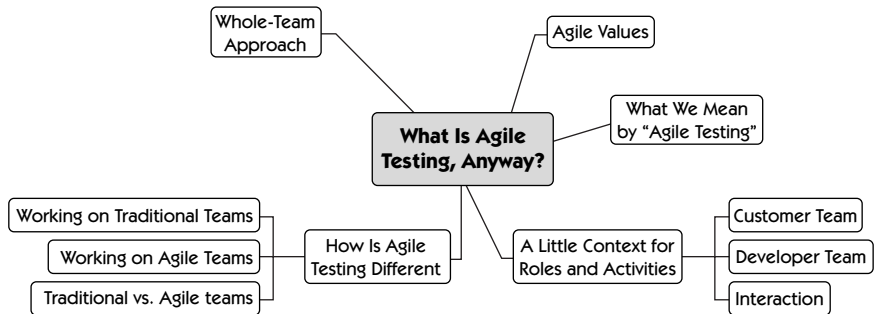 Whole-Team
Approach
Agile Values
What We Mean
by “Agile Testing”
What Is Agile
Testing, Anyway?
Working on Traditional Teams
Working on Agile Teams
Traditional vs. Agile teams
How Is Agile
Testing Different
A Little Context for
Roles and Activities
Customer Team
Developer Team
Interaction